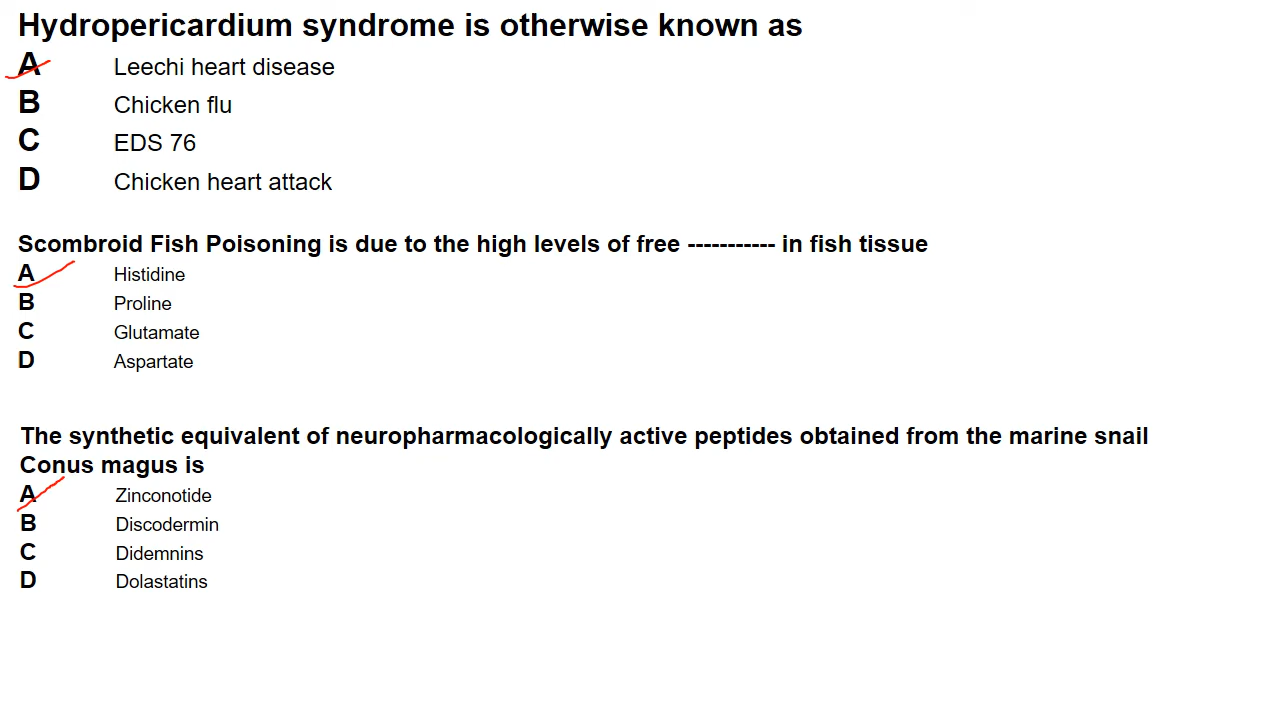 Hydropericardium syndrome is otherwise known as
A Leechi heart disease
B Chicken flu
C EDS 76
D Chicken heart attack
Scombroid Fish Poisoning is due to the high levels of free ----------- in fish tissue
A Histidine
B Proline
C Glutamate
D Aspartate
The synthetic equivalent of neuropharmacologically active peptides obtained from the marine snail
Conus magus is
A Zinconotide
B Discodermin
C Didemnins
D Dolastatins